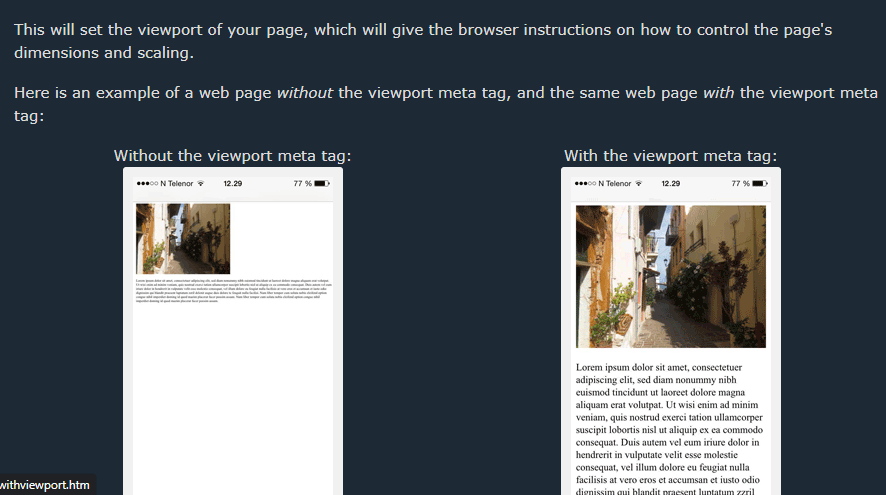 This will set the viewport of your page, which will give the browser instructions on how to control the page's
dimensions and scaling.
Here is an example of a web page without the viewport meta tag, and the same web page with the viewport meta
tag:
Without the viewport meta tag:
With the viewport meta tag:
N Telenor 12.29 77 %
N Telenor 12.29 77 %
Lorem ipsum dolor sit amet, consectetuer
adipiscing elit, sed diam nonummy nibh
euismod tincidunt ut laoreet dolore magna
aliquam erat volutpat. Ut wisi enim ad minim
veniam, quis nostrud exerci tation ullamcorper
suscipit lobortis nisl ut aliquip ex ea commodo
consequat. Duis autem vel eum iriure dolor in
hendrerit in vulputate velit esse molestie
consequat, vel illum dolore eu feugiat nulla
facilisis at vero eros et accumsan et iusto odio
dignissim qui blandit praesent luptatum zzril
withviewport.htm